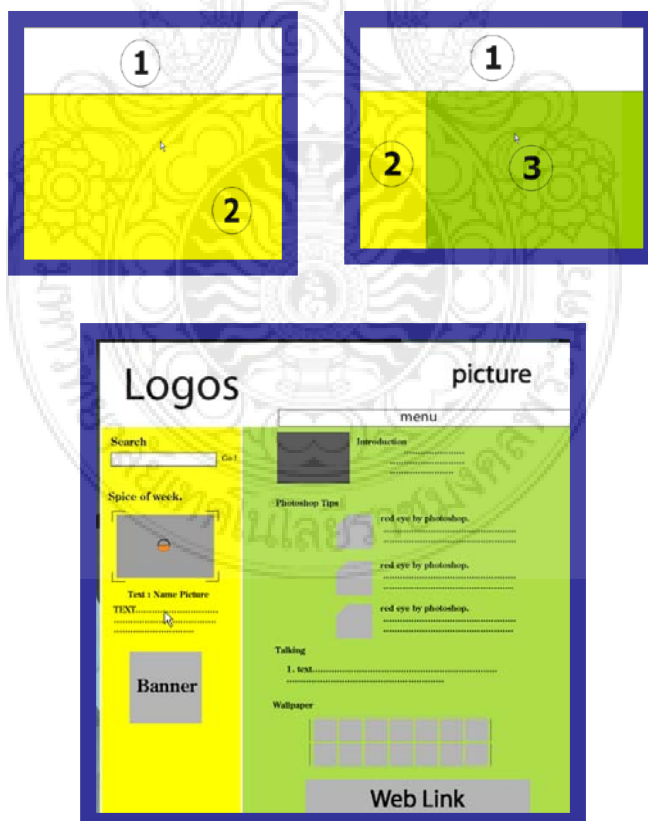 1
2
1
2
3
Logos
picture
menu
Search
Go !
Spice of week.
Text : Name Picture
TEXT
Banner
Introduction
Photoshop Tips
red eye by photoshop.
red eye by photoshop.
red eye by photoshop.
Talking
1. text
Wallpaper
Web Link